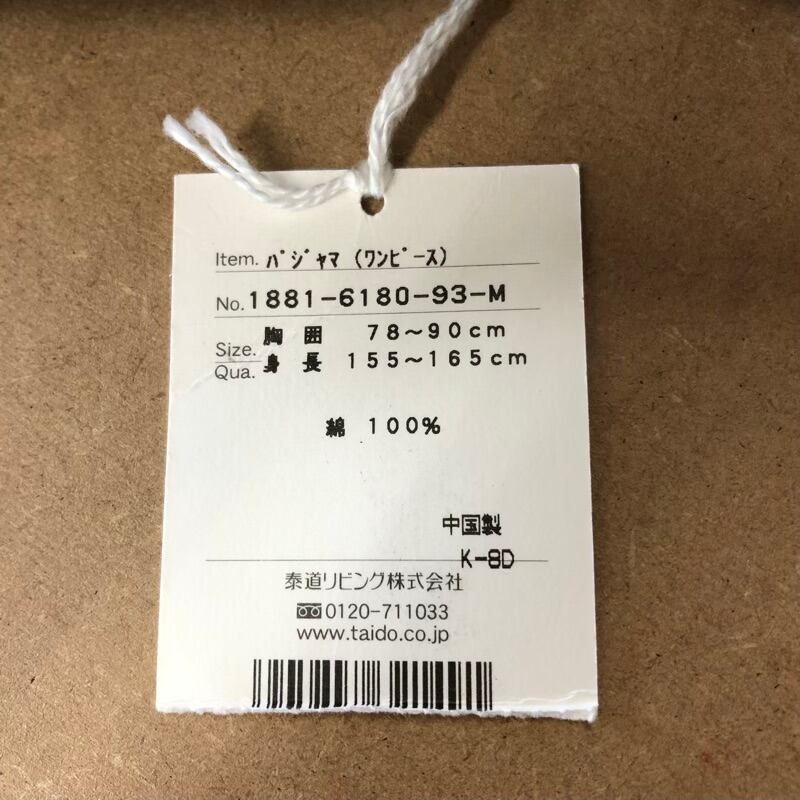 Item. ﾊﾟｼﾞｬﾏ (ﾜﾝﾋﾟｰｽ)
No. 1881-6180-93-M
Size. 胸囲 78～90cm
Qua. 身長 155～165cm
綿 100%
中国製
K-8D
泰道リビング株式会社
0120-711033
www.taido.co.jp